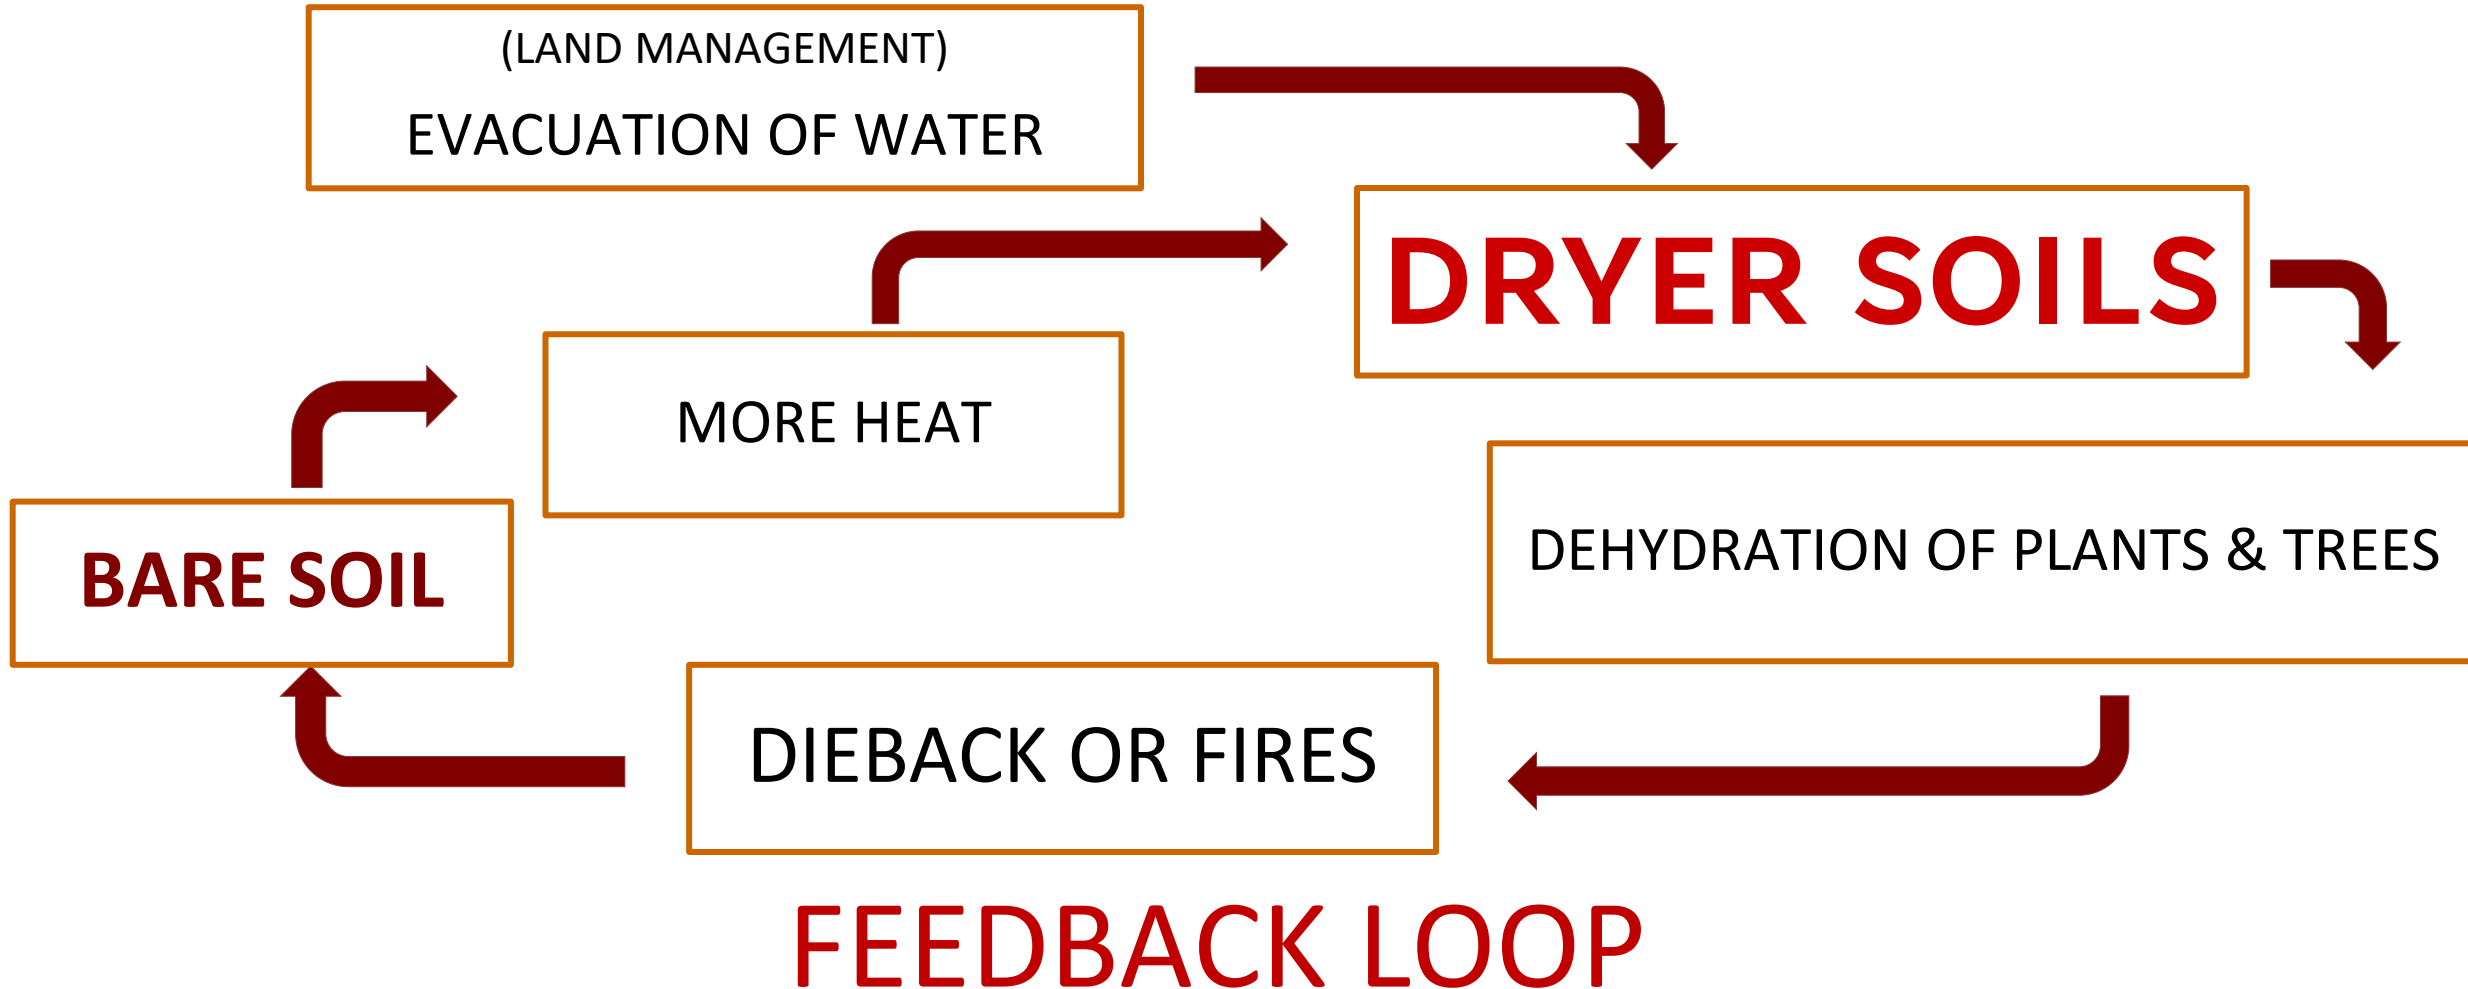 (LAND MANAGEMENT)
EVACUATION OF WATER
DRYER SOILS
MORE HEAT
DEHYDRATION OF PLANTS & TREES
BARE SOIL
DIEBACK OR FIRES
FEEDBACK LOOP